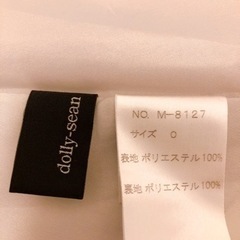 dolly-sean
NO. M-8127
サイズ 0
表地 ポリエステル100%
裏地 ポリエステル100%